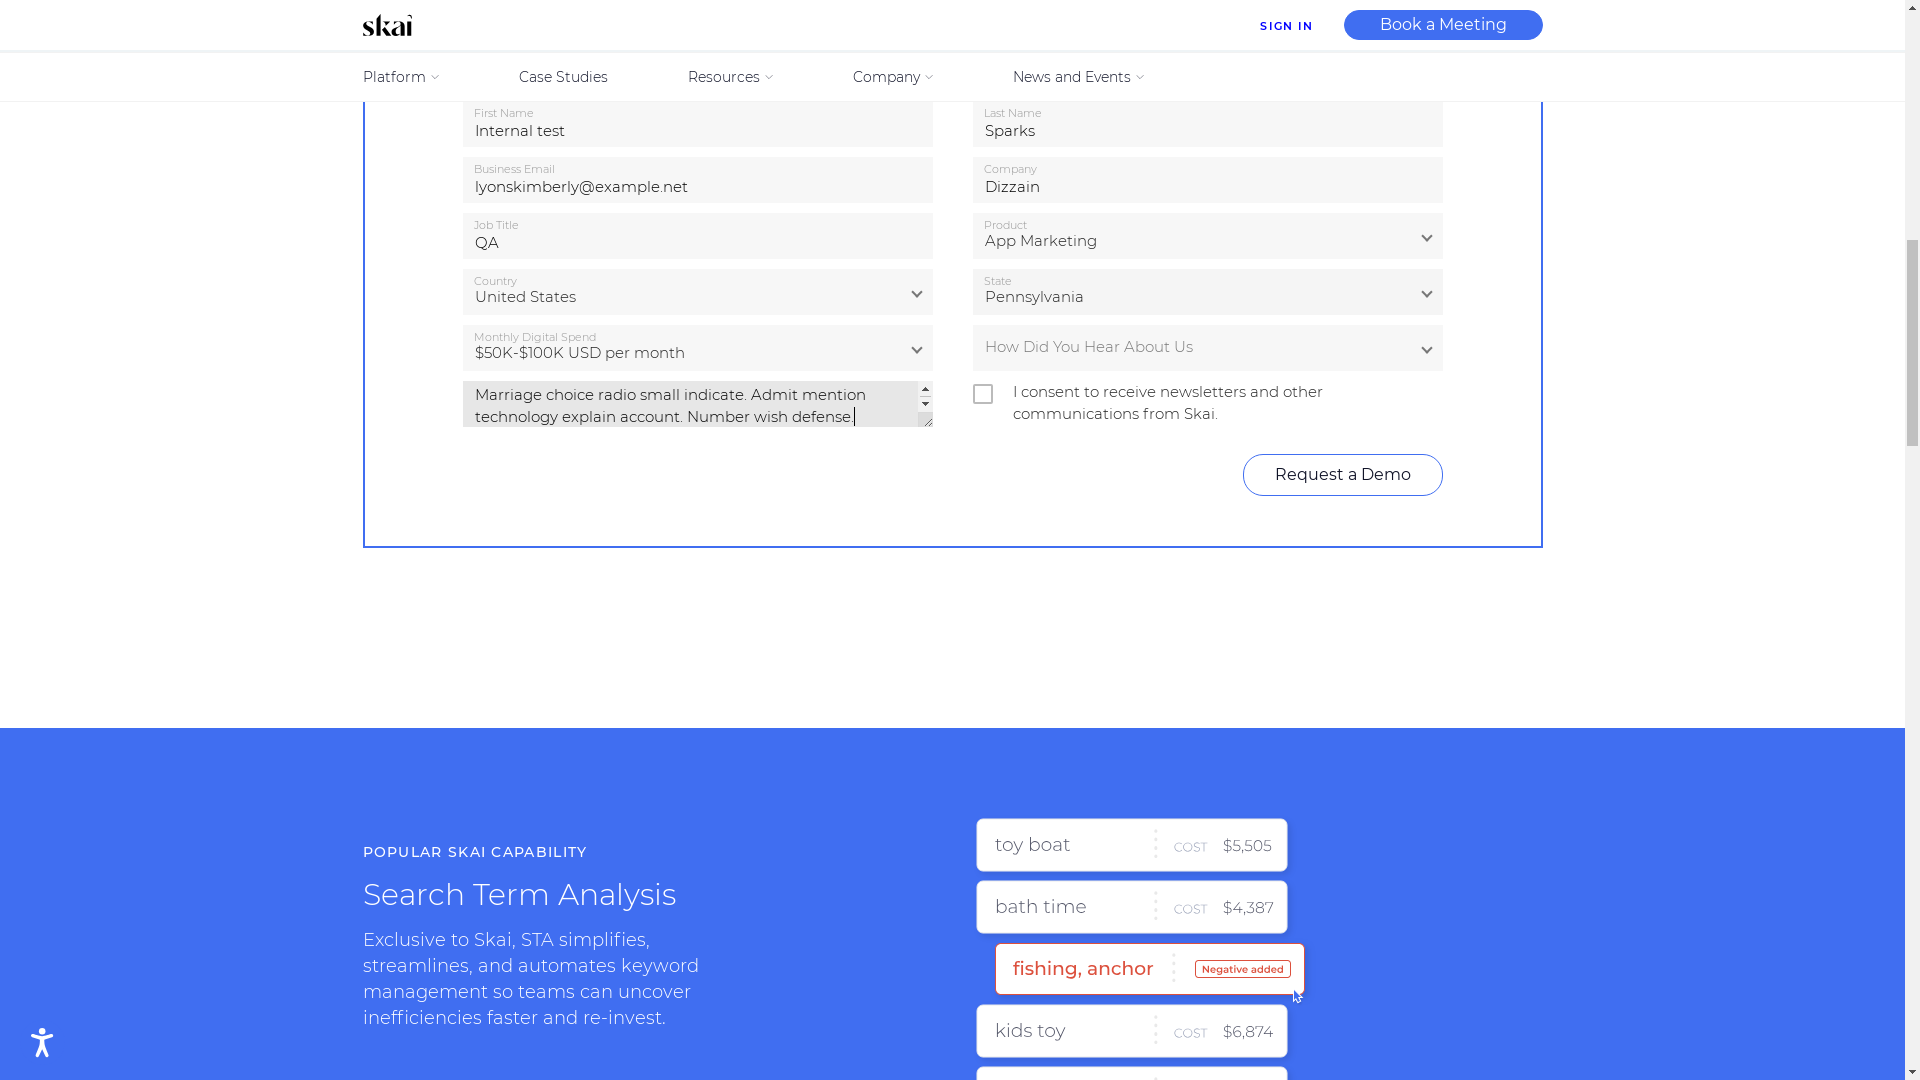 skai
SIGN IN
Book a Meeting
Platform
Case Studies
Resources
Company
News and Events
First Name
Internal test
Last Name
Sparks
Business Email
lyonskimberly@example.net
Company
Dizzain
Job Title
QA
Product
App Marketing
Country
United States
State
Pennsylvania
Monthly Digital Spend
$50K-$100K USD per month
How Did You Hear About Us
Marriage choice radio small indicate. Admit mention
technology explain account. Number wish defense.
I consent to receive newsletters and other
communications from Skai.
Request a Demo
POPULAR SKAI CAPABILITY
Search Term Analysis
Exclusive to Skai, STA simplifies,
streamlines, and automates keyword
management so teams can uncover
inefficiencies faster and re-invest.
toy boat COST $5,505
bath time COST $4,387
fishing, anchor Negative added
kids toy COST $6,874